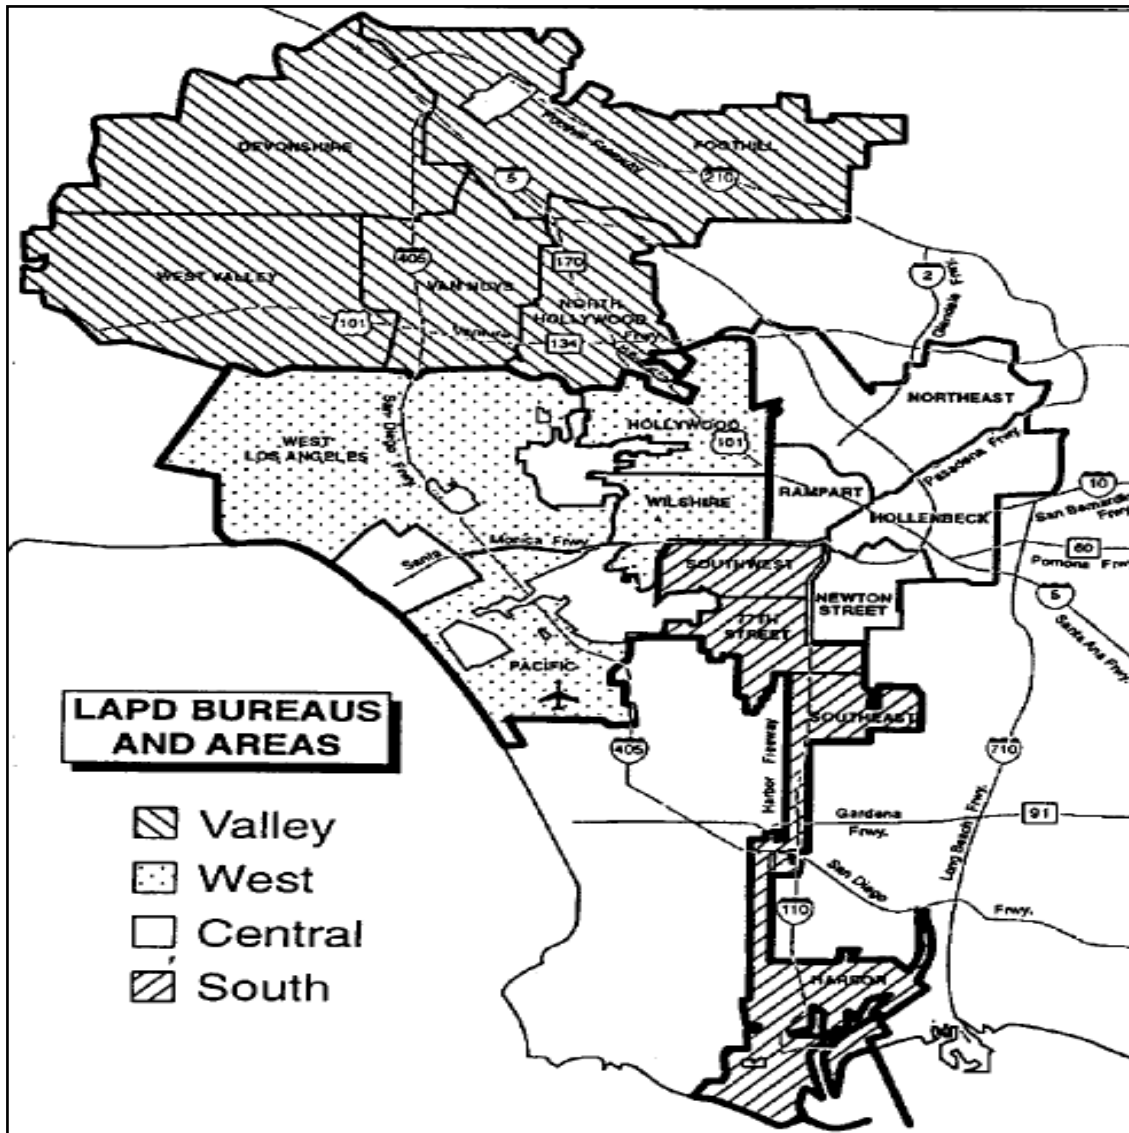 DEVONSHIRE
Foothill Freeway
FOOTHILL
5
210
WEST VALLEY
405
VAN NUYS
170
NORTH
HOLLYWOOD
2
Glendale Frwy.
101
Ventura
134
Frwy.
NORTHEAST
San Diego Frwy.
WEST
LOS ANGELES
HOLLYWOOD
101
WILSHIRE
RAMPART
Pasadena Frwy.
HOLLENBECK
10
San Bernardino
Frwy.
Santa
Monica Frwy.
60
Pomona Frwy.
SOUTHWEST
NEWTON
STREET
5
Santa Ana Frwy.
77TH
STREET
PACIFIC
LAPD BUREAUS
AND AREAS
SOUTHEAST
405
Harbor Freeway
710
Gardena
Frwy.
91
Long Beach Frwy.
San Diego
Frwy.
110
HARBOR
Valley
West
Central
South